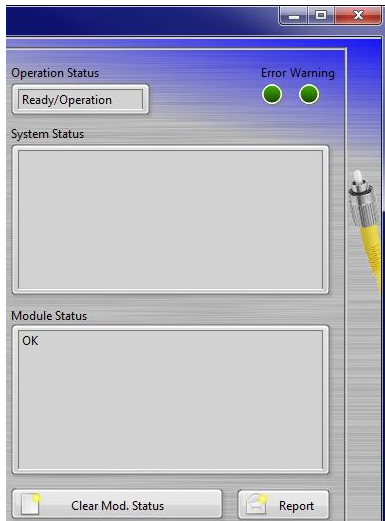 Operation Status
Error Warning
Ready/Operation
System Status
Module Status
OK
Clear Mod. Status
Report